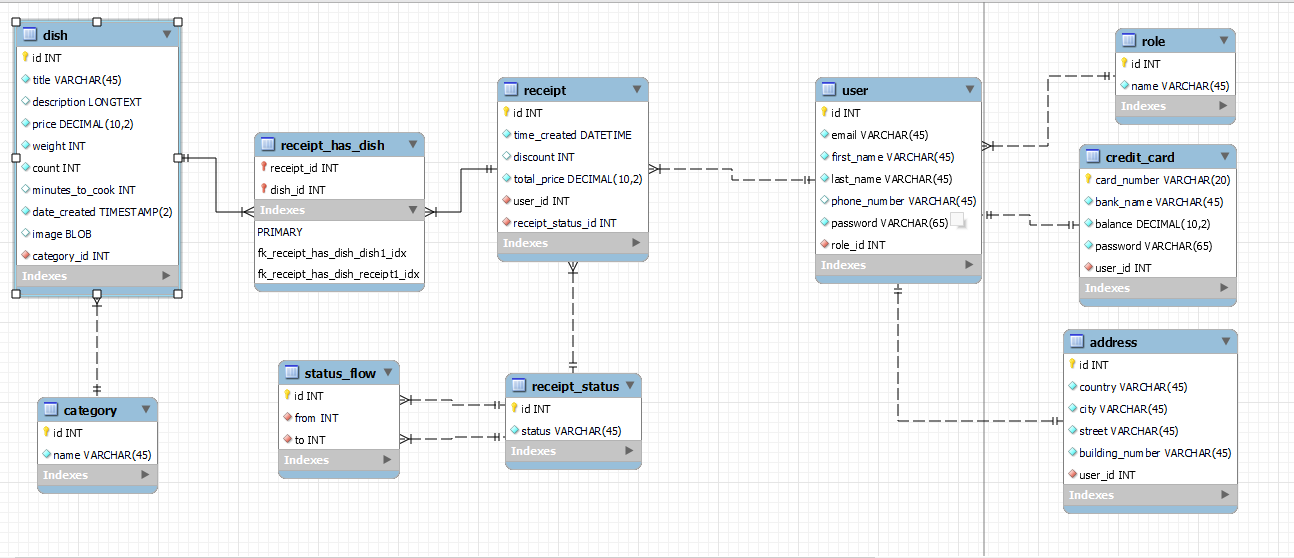 dish
id INT
title VARCHAR(45)
description LONGTEXT
price DECIMAL(10,2)
weight INT
count INT
minutes_to_cook INT
date_created TIMESTAMP(2)
image BLOB
category_id INT
Indexes
category
id INT
name VARCHAR(45)
Indexes
receipt_has_dish
receipt_id INT
dish_id INT
Indexes
PRIMARY
fk_receipt_has_dish_dish1_idx
fk_receipt_has_dish_receipt1_idx
status_flow
id INT
from INT
to INT
Indexes
receipt
id INT
time_created DATETIME
discount INT
total_price DECIMAL(10,2)
user_id INT
receipt_status_id INT
Indexes
receipt_status
id INT
status VARCHAR(45)
Indexes
user
id INT
email VARCHAR(45)
first_name VARCHAR(45)
last_name VARCHAR(45)
phone_number VARCHAR(45)
password VARCHAR(65)
role_id INT
Indexes
role
id INT
name VARCHAR(45)
Indexes
credit_card
card_number VARCHAR(20)
bank_name VARCHAR(45)
balance DECIMAL(10,2)
password VARCHAR(65)
user_id INT
Indexes
address
id INT
country VARCHAR(45)
city VARCHAR(45)
street VARCHAR(45)
building_number VARCHAR(45)
user_id INT
Indexes